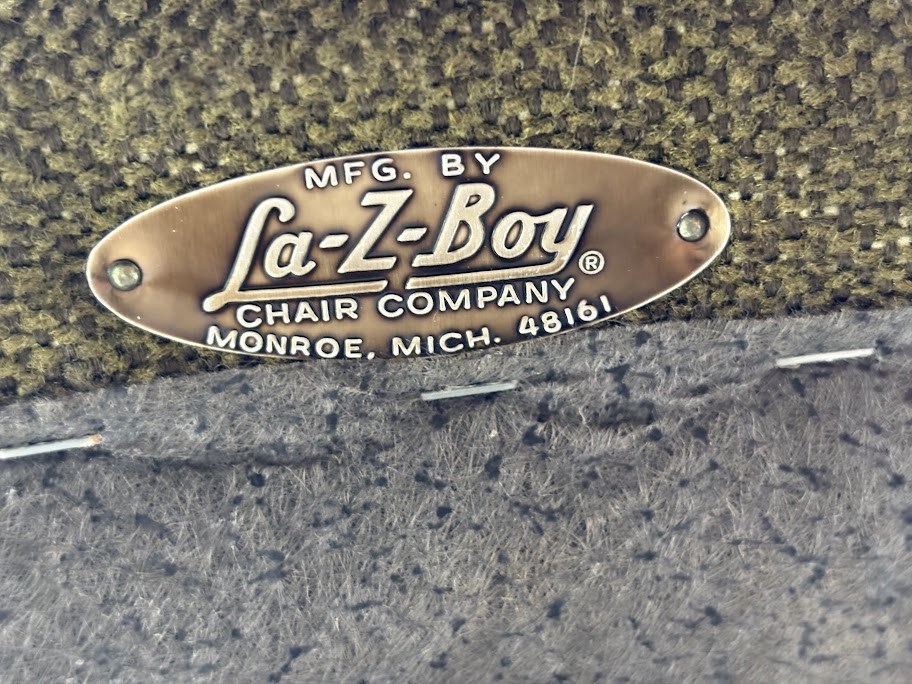 MFG. BY
La-Z-Boy®
CHAIR COMPANY
MONROE, MICH. 48161